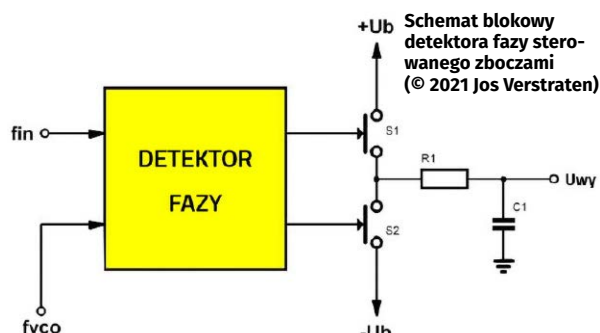 +Ub
Schemat blokowy
detektora fazy stero-
wanego zboczami
(© 2021 Jos Verstraten)
fin
S1
DETEKTOR
FAZY
R1
Uwy
C1
S2
fvco
-Ub